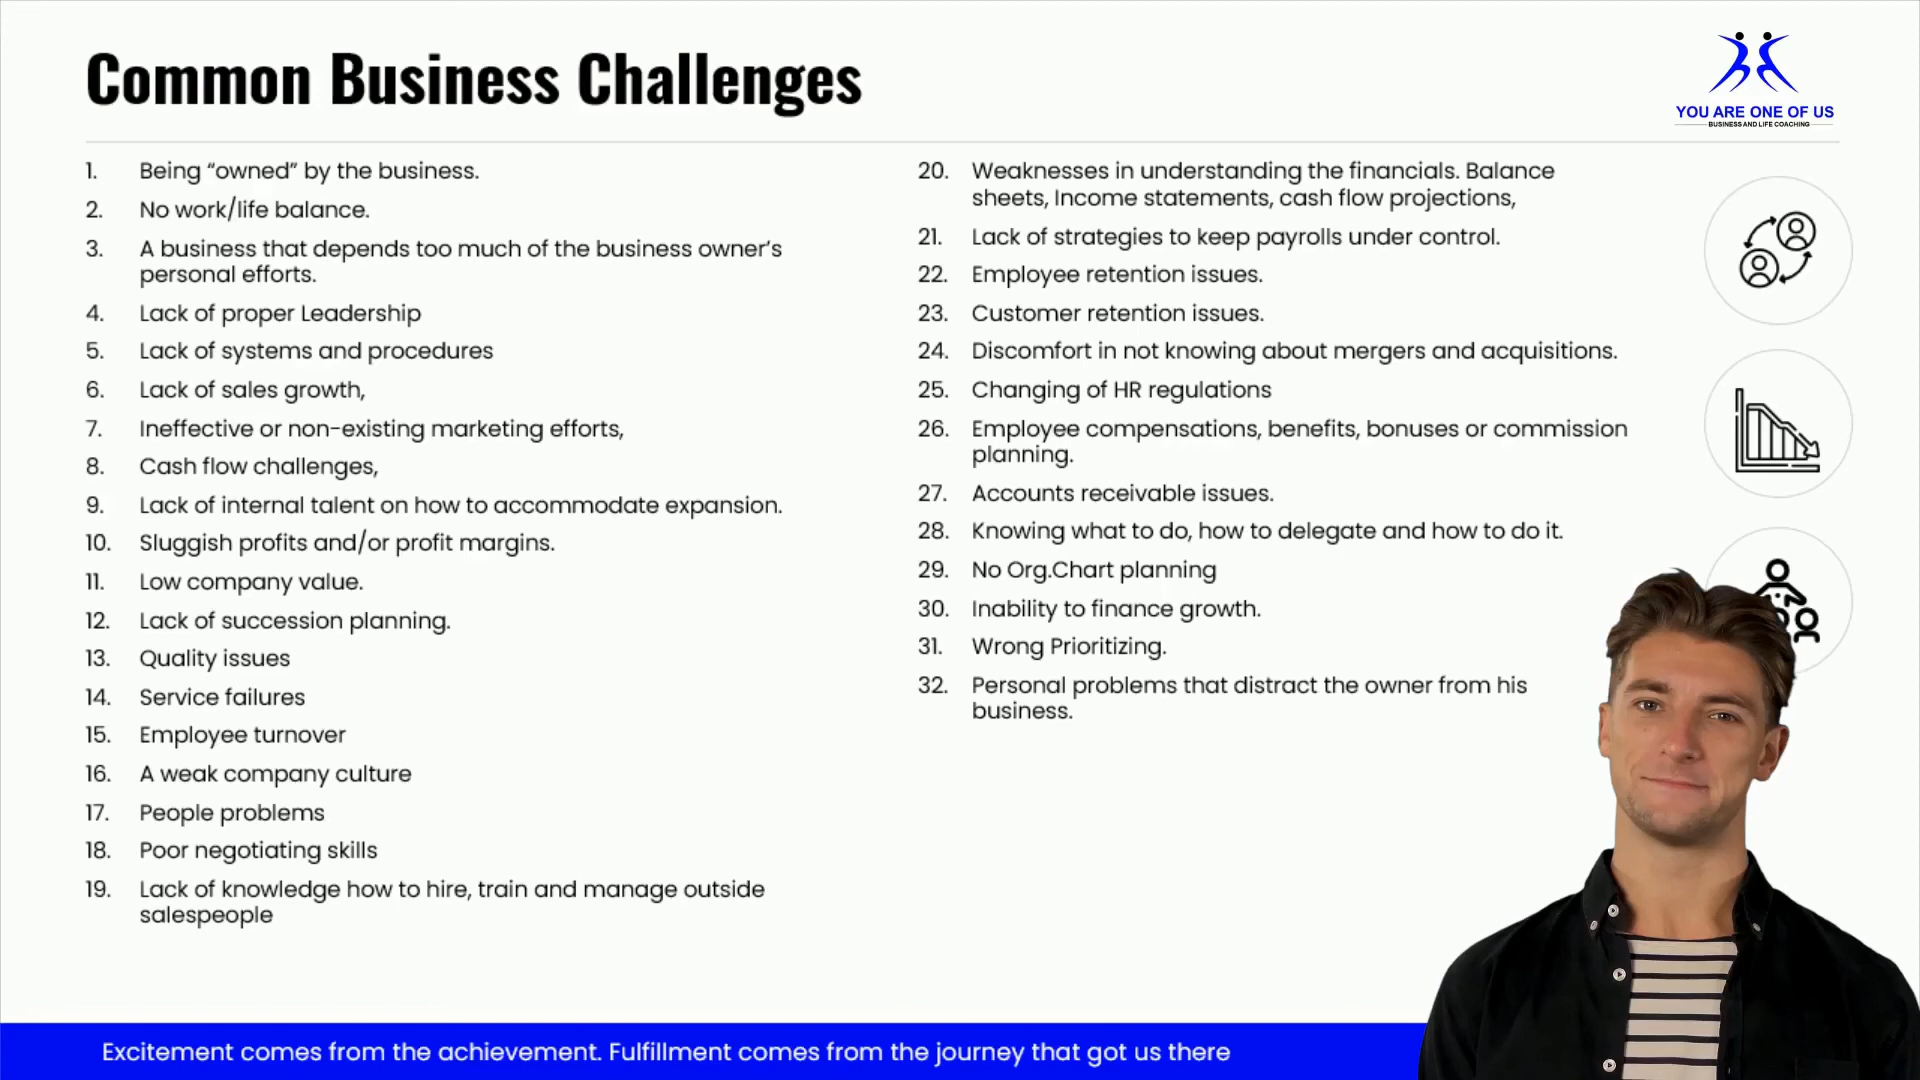 Common Business Challenges
YOU ARE ONE OF US
BUSINESS AND LIFE COACHING
1. Being “owned” by the business.
2. No work/life balance.
3. A business that depends too much of the business owner’s
personal efforts.
4. Lack of proper Leadership
5. Lack of systems and procedures
6. Lack of sales growth,
7. Ineffective or non-existing marketing efforts,
8. Cash flow challenges,
9. Lack of internal talent on how to accommodate expansion.
10. Sluggish profits and/or profit margins.
11. Low company value.
12. Lack of succession planning.
13. Quality issues
14. Service failures
15. Employee turnover
16. A weak company culture
17. People problems
18. Poor negotiating skills
19. Lack of knowledge how to hire, train and manage outside
salespeople
20. Weaknesses in understanding the financials. Balance
sheets, Income statements, cash flow projections,
21. Lack of strategies to keep payrolls under control.
22. Employee retention issues.
23. Customer retention issues.
24. Discomfort in not knowing about mergers and acquisitions.
25. Changing of HR regulations
26. Employee compensations, benefits, bonuses or commission
planning.
27. Accounts receivable issues.
28. Knowing what to do, how to delegate and how to do it.
29. No Org.Chart planning
30. Inability to finance growth.
31. Wrong Prioritizing.
32. Personal problems that distract the owner from his
business.
Excitement comes from the achievement. Fulfillment comes from the journey that got us there